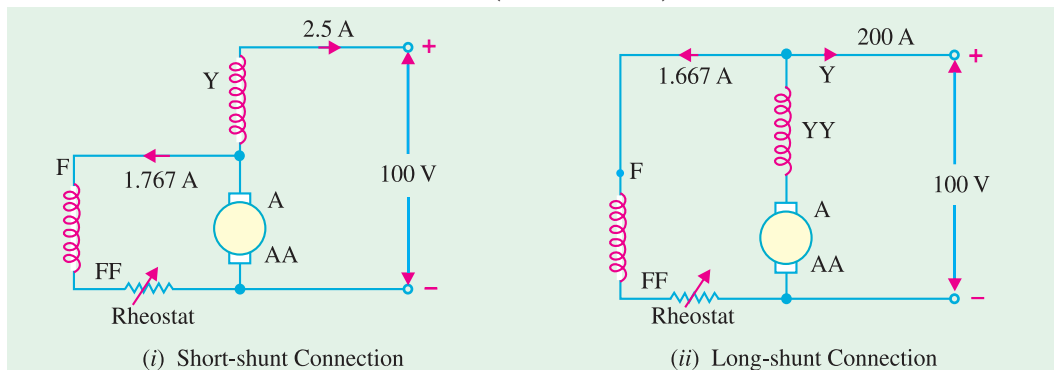 2.5 A
+
Y
F
1.767 A
100 V
A
AA
FF
Rheostat
−
(i) Short-shunt Connection
200 A
+
1.667 A
Y
YY
F
100 V
A
AA
FF
Rheostat
−
(ii) Long-shunt Connection